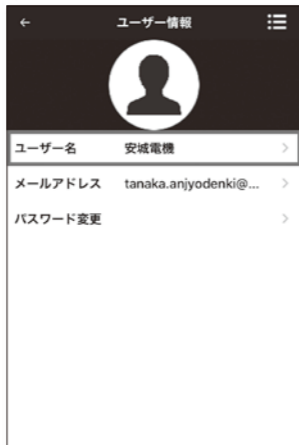 ← ユーザー情報
ユーザー名 安城電機 >
メールアドレス tanaka.anjyodenki@... >
パスワード変更 >